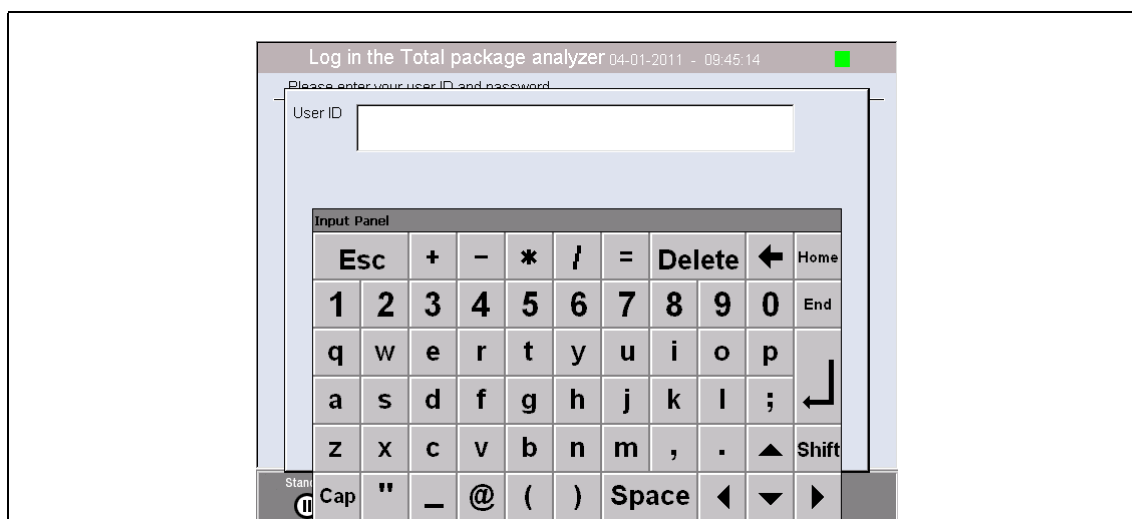 Log in the Total package analyzer 04-01-2011 - 09:45:14
Please enter your user ID and password
User ID
Input Panel
Esc + - * / = Delete Home
1 2 3 4 5 6 7 8 9 0 End
q w e r t y u i o p
a s d f g h j k l ;
z x c v b n m , . Shift
Cap " _ @ ( ) Space